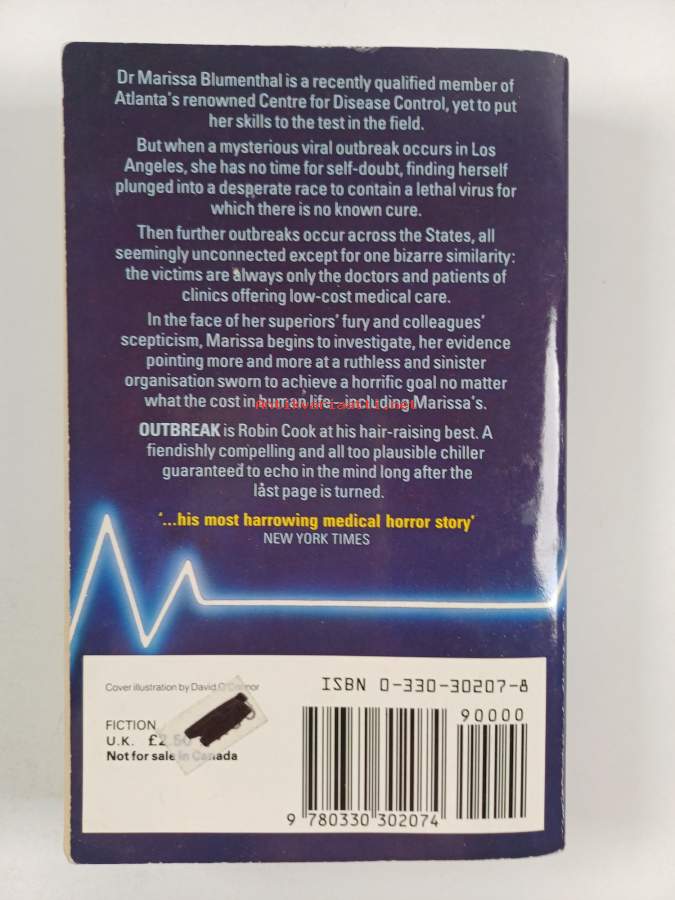 Dr Marissa Blumenthal is a recently qualified member of
Atlanta's renowned Centre for Disease Control, yet to put
her skills to the test in the field.
But when a mysterious viral outbreak occurs in Los
Angeles, she has no time for self-doubt, finding herself
plunged into a desperate race to contain a lethal virus for
which there is no known cure.
Then further outbreaks occur across the States, all
seemingly unconnected except for one bizarre similarity:
the victims are always only the doctors and patients of
clinics offering low-cost medical care.
In the face of her superiors' fury and colleagues'
scepticism, Marissa begins to investigate, her evidence
pointing more and more at a ruthless and sinister
organisation sworn to achieve a horrific goal no matter
what the cost in human life–including Marissa's.
Antikvariaatti.net
OUTBREAK is Robin Cook at his hair-raising best. A
fiendishly compelling and all too plausible chiller
guaranteed to echo in the mind long after the
last page is turned.
'...his most harrowing medical horror story'
NEW YORK TIMES
Cover illustration by David O'Connor
ISBN 0-330-30207-8
90000
FICTION
U.K. £2.50
Not for sale in Canada
9 780330 302074